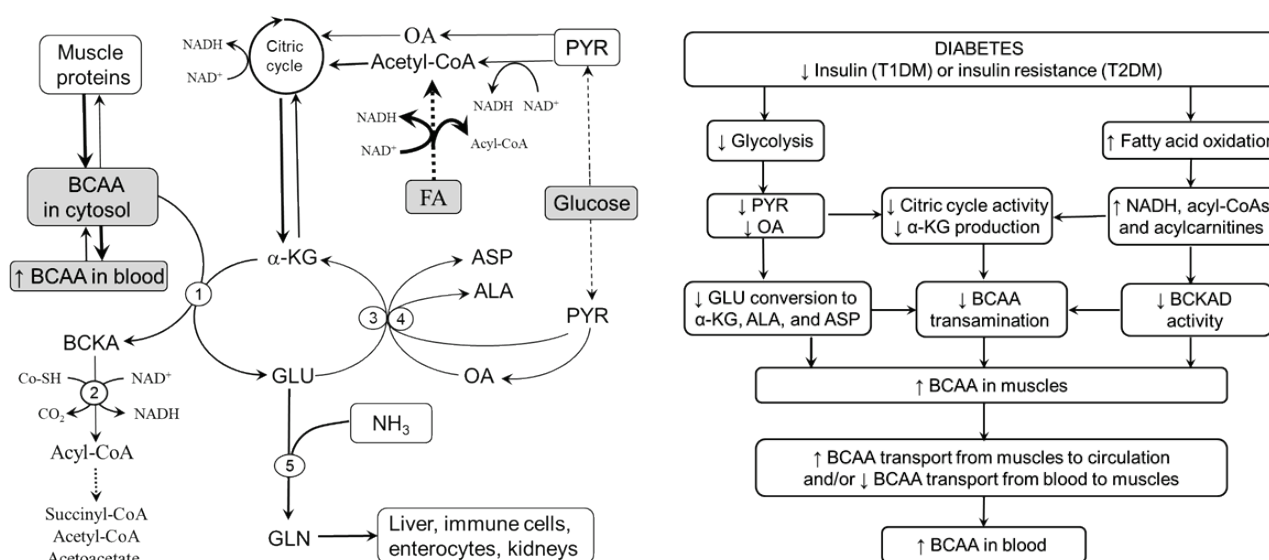 Muscle
proteins
BCAA
in cytosol
↑ BCAA in blood
1
BCKA
Co-SH
NAD⁺
2
CO₂
NADH
Acyl-CoA
Succinyl-CoA
Acetyl-CoA
Acetoacetate
NADH
NAD⁺
Citric
cycle
OA
Acetyl-CoA
PYR
NADH
NAD⁺
NADH
NAD⁺
Acyl-CoA
FA
Glucose
α-KG
ASP
ALA
3
4
PYR
GLU
OA
NH₃
5
GLN
Liver, immune cells,
enterocytes, kidneys
DIABETES
↓ Insulin (T1DM) or insulin resistance (T2DM)
↓ Glycolysis
↑ Fatty acid oxidation
↓ PYR
↓ OA
↓ Citric cycle activity
↓ α-KG production
↑ NADH, acyl-CoAs
and acylcarnitines
↓ GLU conversion to
α-KG, ALA, and ASP
↓ BCAA
transamination
↓ BCKAD
activity
↑ BCAA in muscles
↑ BCAA transport from muscles to circulation
and/or ↓ BCAA transport from blood to muscles
↑ BCAA in blood